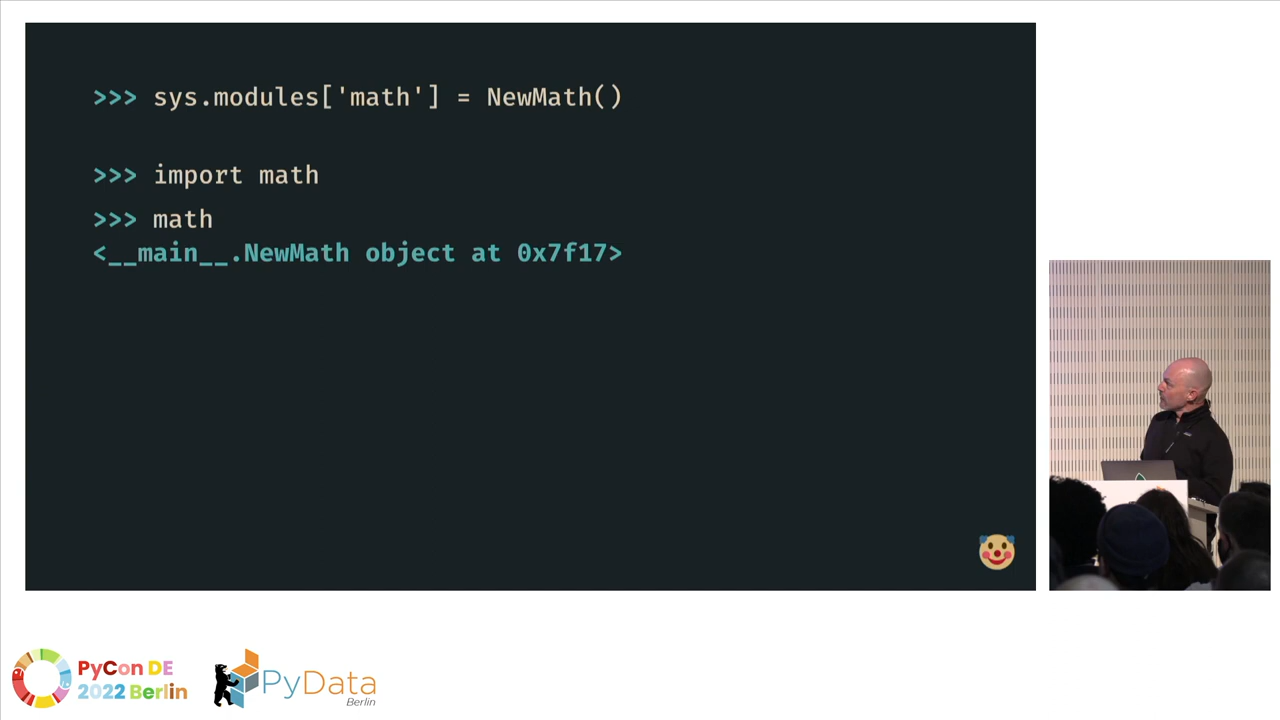 >>> sys.modules['math'] = NewMath()
>>> import math
>>> math
<__main__.NewMath object at 0x7f17>
PyCon DE
2022 Berlin
PyData
Berlin